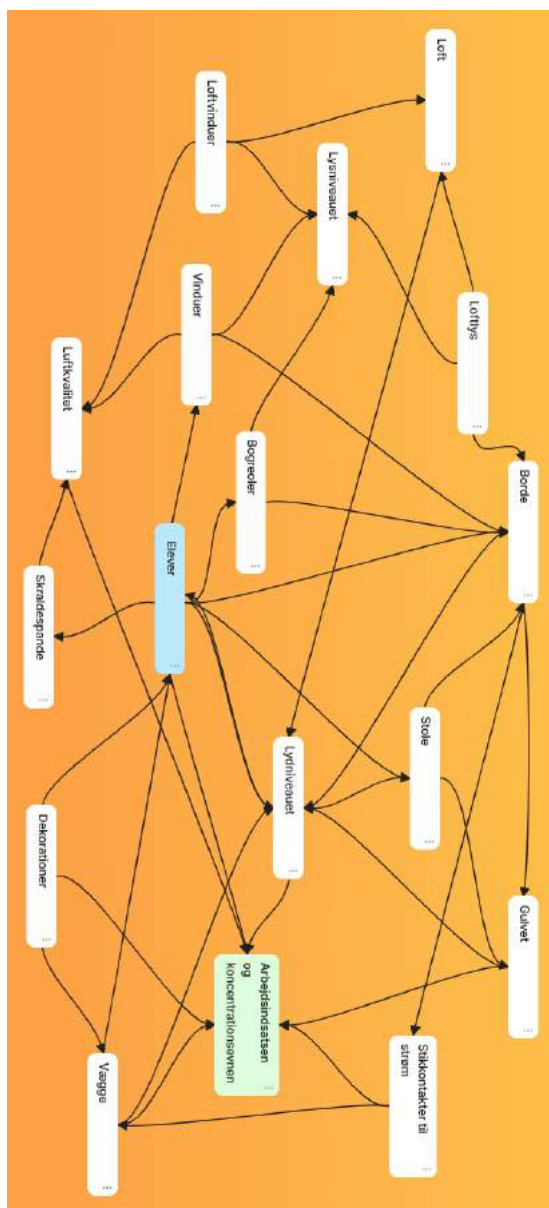 Borde
Gulvet
Loftlys
Loft
Stole
Stikkontakter til
strøm
Lysniveauet
Lydniveauet
Arbejdsindsatsen
og
koncentrationsevnen
Bogreoler
Loftvinduer
Vinduer
Elever
Vægge
Luftkvalitet
Dekorationer
Skraldespande